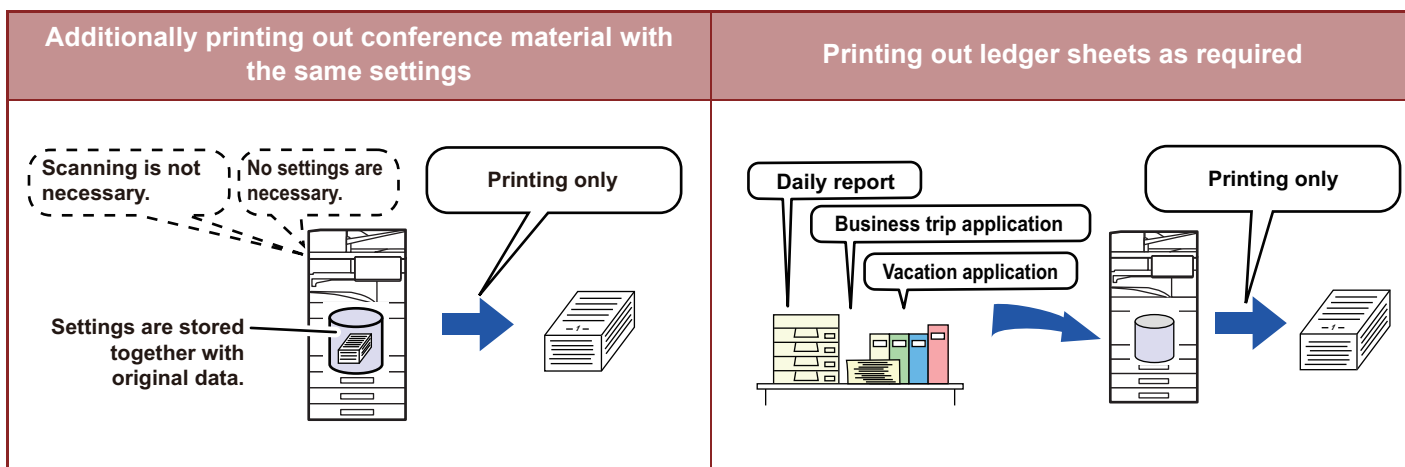 Additionally printing out conference material with
the same settings
Printing out ledger sheets as required
Scanning is not
necessary.
No settings are
necessary.
Printing only
Settings are stored
together with
original data.
-1-
Daily report
Business trip application
Vacation application
Printing only
-1-